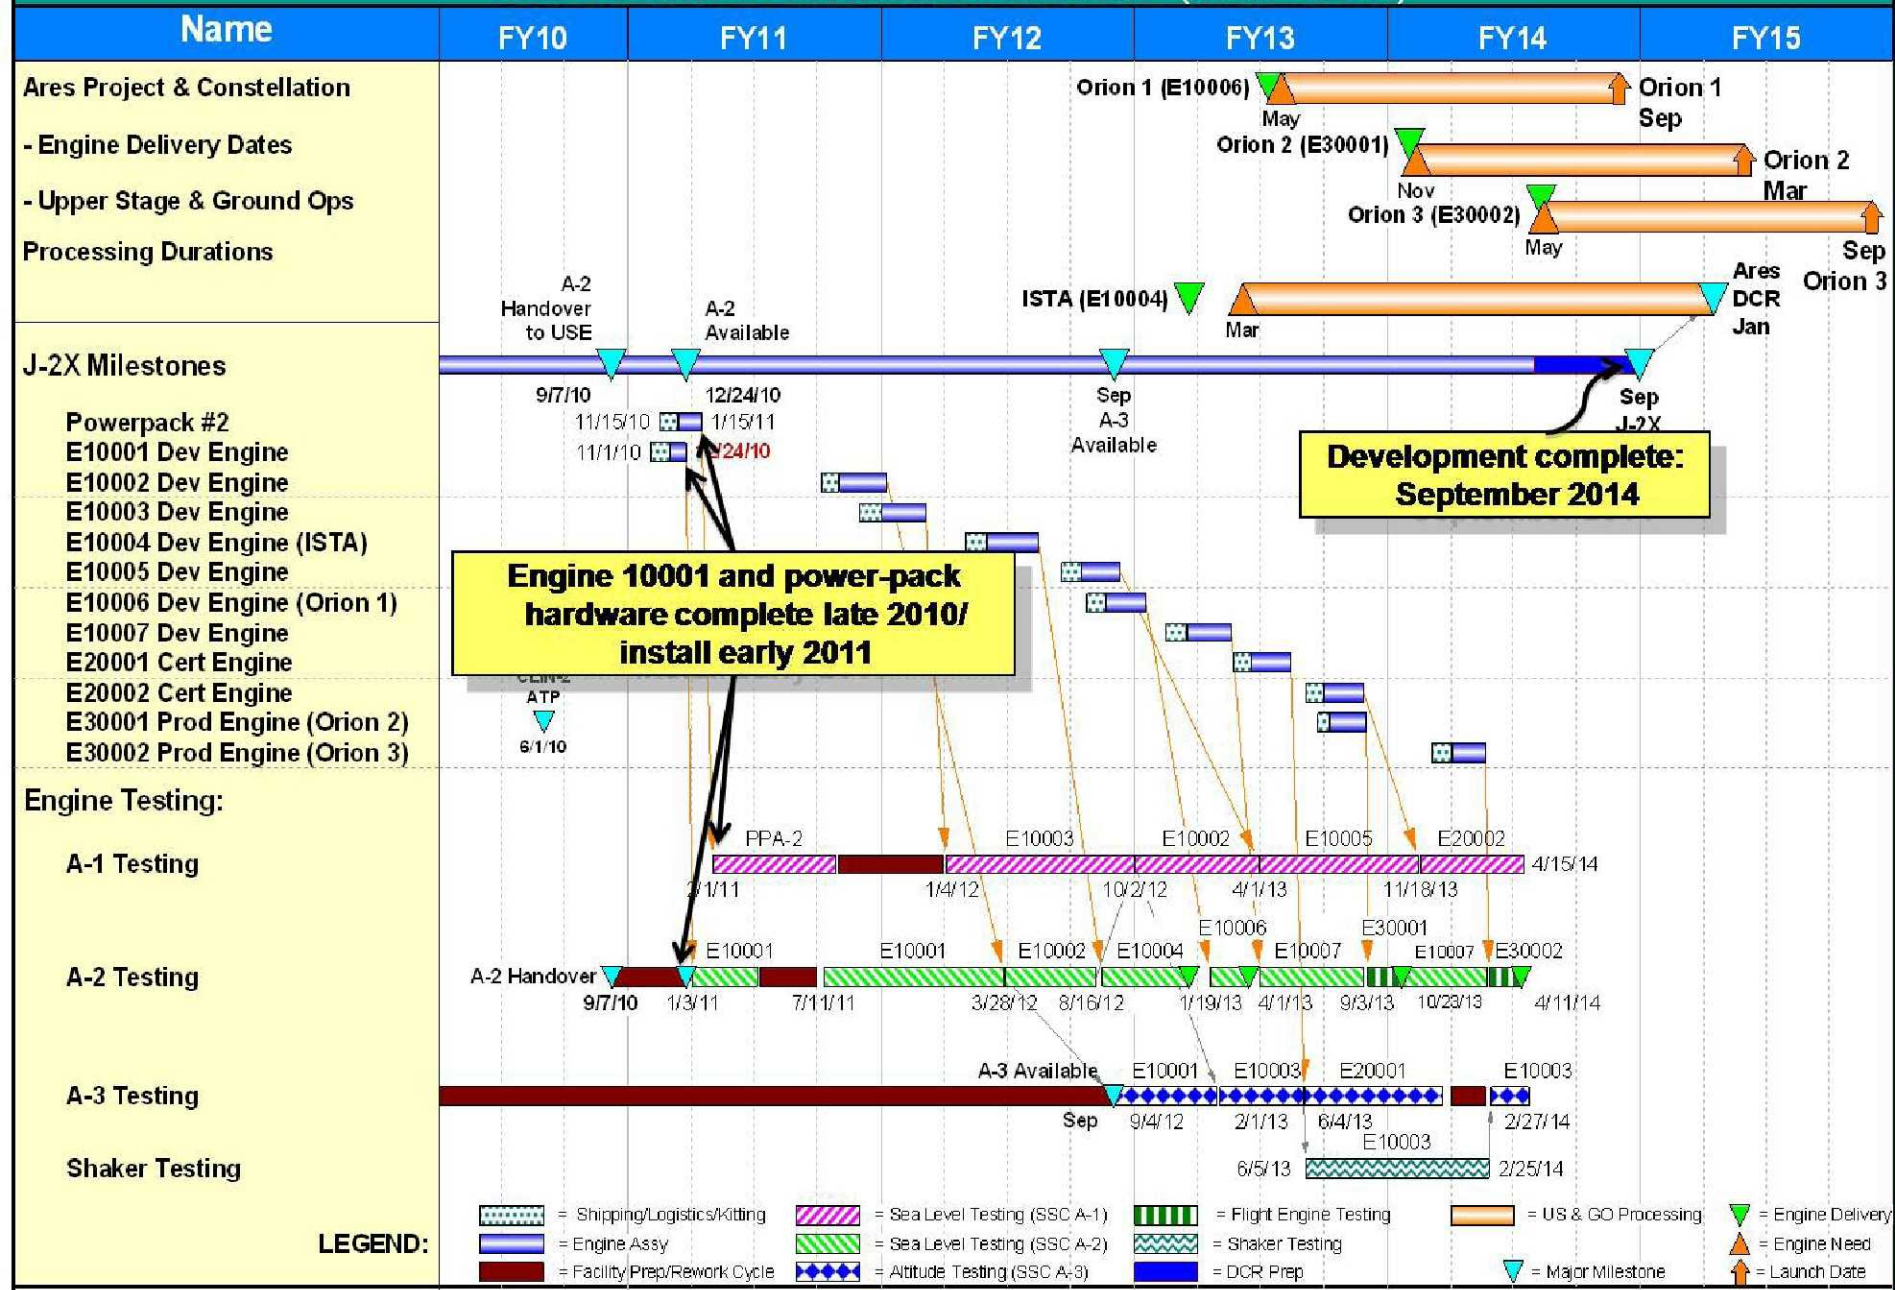 Name
FY10
FY11
FY12
FY13
FY14
FY15
Ares Project & Constellation
- Engine Delivery Dates
- Upper Stage & Ground Ops
Processing Durations
Orion 1 (E10006)
May
Orion 1
Sep
Orion 2 (E30001)
Nov
Orion 2
Mar
Orion 3 (E30002)
May
Sep
Orion 3
ISTA (E10004)
Mar
Ares
DCR
Jan
A-2
Handover
to USE
A-2
Available
J-2X Milestones
9/7/10
12/24/10
Sep
A-3
Available
Sep
J-2X
Powerpack #2
11/15/10
1/15/11
E10001 Dev Engine
11/1/10
/24/10
E10002 Dev Engine
E10003 Dev Engine
E10004 Dev Engine (ISTA)
E10005 Dev Engine
E10006 Dev Engine (Orion 1)
E10007 Dev Engine
E20001 Cert Engine
E20002 Cert Engine
E30001 Prod Engine (Orion 2)
E30002 Prod Engine (Orion 3)
Development complete:
September 2014
Engine 10001 and power-pack
hardware complete late 2010/
install early 2011
ATP
6/1/10
Engine Testing:
A-1 Testing
PPA-2
E10003
E10002
E10005
E20002
4/15/14
2/1/11
1/4/12
10/2/12
4/1/13
11/18/13
A-2 Testing
A-2 Handover
E10001
E10001
E10002
E10004
E10006
E10007
E30001
E10007
E30002
9/7/10
1/3/11
7/11/11
3/28/12
8/16/12
1/19/13
4/1/13
9/3/13
10/23/13
4/11/14
A-3 Testing
A-3 Available
E10001
E10003
E20001
E10003
Sep
9/4/12
2/1/13
6/4/13
2/27/14
Shaker Testing
E10003
6/5/13
2/25/14
LEGEND:
= Shipping/Logistics/Kitting
= Sea Level Testing (SSC A-1)
= Flight Engine Testing
= US & GO Processing
= Engine Delivery
= Engine Assy
= Sea Level Testing (SSC A-2)
= Shaker Testing
= Engine Need
= Facility Prep/Rework Cycle
= Altitude Testing (SSC A-3)
= DCR Prep
= Major Milestone
= Launch Date